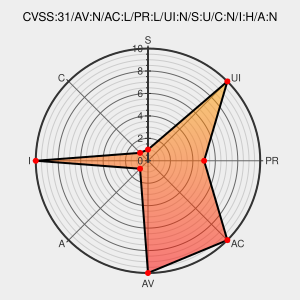 CVSS:31/AV:N/AC:L/PR:L/UI:N/S:U/C:N/I:H/A:N
S
10
C
UI
8
6
4
2
0
I
PR
A
AC
AV